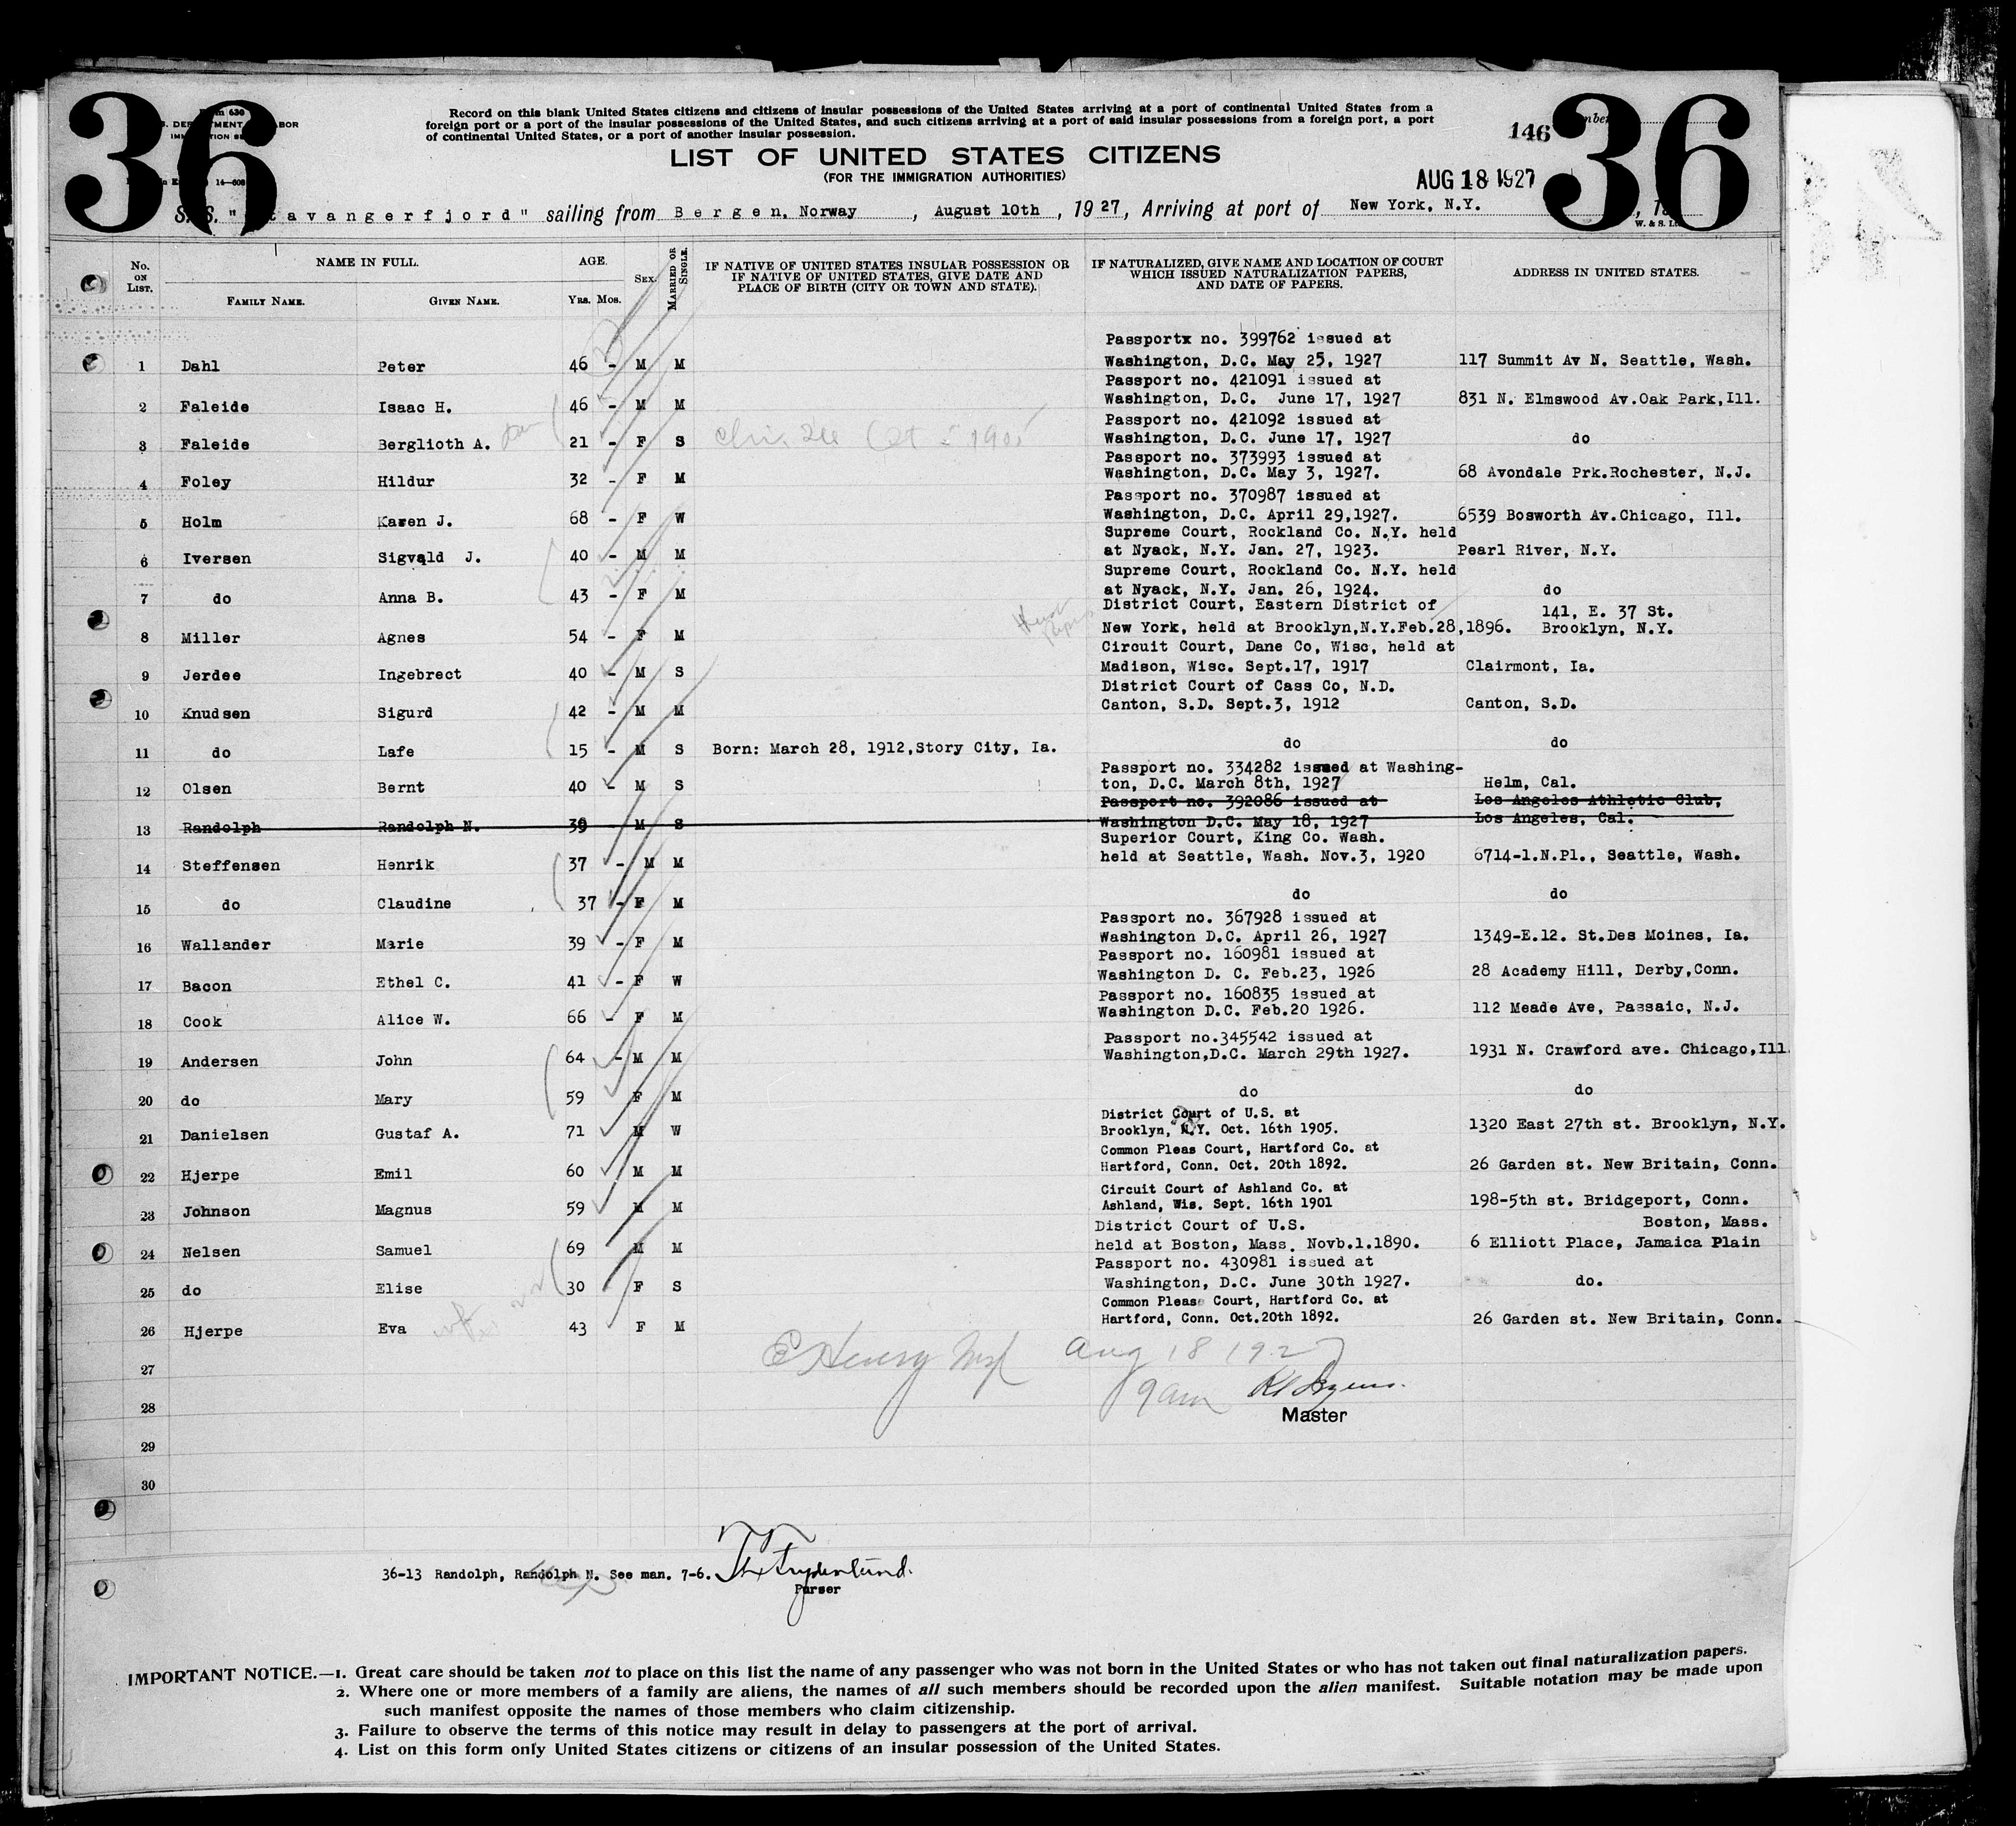 36
36
Record on this blank United States citizens and citizens of insular possessions of the United States arriving at a port of continental United States from a
foreign port or a port of the insular possessions of the United States, and such citizens arriving at a port of said insular possessions from a foreign port, a port
of continental United States, or a port of another insular possession.
146
LIST OF UNITED STATES CITIZENS
(FOR THE IMMIGRATION AUTHORITIES)
AUG 18 1927
S.S. "Stavangerfjord" sailing from Bergen, Norway, August 10th, 1927, Arriving at port of New York, N.Y.
No. ON LIST. NAME IN FULL. FAMILY NAME. GIVEN NAME. AGE. YRS. MOS. SEX. MARRIED OR SINGLE. IF NATIVE OF UNITED STATES INSULAR POSSESSION OR IF NATIVE OF UNITED STATES, GIVE DATE AND PLACE OF BIRTH (CITY OR TOWN AND STATE). IF NATURALIZED, GIVE NAME AND LOCATION OF COURT WHICH ISSUED NATURALIZATION PAPERS, AND DATE OF PAPERS. ADDRESS IN UNITED STATES.
Passportx no. 399762 issued at
1 Dahl Peter 46 - M M Washington, D.C. May 25, 1927 117 Summit Av N. Seattle, Wash.
Passport no. 421091 issued at
2 Faleide Isaac H. 46 - M M Washington, D.C. June 17, 1927 831 N. Elmswood Av.Oak Park,Ill.
Passport no. 421092 issued at
3 Faleide Berglioth A. 21 - F S Washington, D.C. June 17, 1927 do
Passport no. 373993 issued at
4 Foley Hildur 32 - F M Washington, D.C. May 3, 1927. 68 Avondale Prk.Rochester, N.J.
Passport no. 370987 issued at
5 Holm Karen J. 68 - F W Washington, D.C. April 29,1927. 6539 Bosworth Av.Chicago, Ill.
Supreme Court, Rockland Co. N.Y. held
6 Iversen Sigvald J. 40 - M M at Nyack, N.Y. Jan. 27, 1923. Pearl River, N.Y.
Supreme Court, Rockland Co. N.Y. held
7 do Anna B. 43 - F M at Nyack, N.Y. Jan. 26, 1924. do
District Court, Eastern District of 141, E. 37 St.
8 Miller Agnes 54 - F M New York, held at Brooklyn,N.Y.Feb.28,1896. Brooklyn, N.Y.
Circuit Court, Dane Co, Wisc, held at
9 Jerdee Ingebrect 40 - M S Madison, Wisc. Sept.17, 1917 Clairmont, Ia.
District Court of Cass Co, N.D.
10 Knudsen Sigurd 42 - M M Canton, S.D. Sept.3, 1912 Canton, S.D.
11 do Lafe 15 - M S Born: March 28, 1912,Story City, Ia. do do
Passport no. 334282 issued at Washing-
12 Olsen Bernt 40 - M S ton, D.C. March 8th, 1927 Helm, Cal.
Passport no. 392086 issued at Los Angeles Athletic Club,
13 Randolph Randolph N. 39 M S Washington D.C. May 18, 1927 Los Angeles, Cal.
Superior Court, King Co. Wash.
14 Steffensen Henrik 37 - M M held at Seattle, Wash. Nov.3, 1920 6714-1.N.Pl., Seattle, Wash.
15 do Claudine 37 - F M do do
Passport no. 367928 issued at
16 Wallander Marie 39 - F M Washington D.C. April 26, 1927 1349-E.12. St.Des Moines, Ia.
Passport no. 160981 issued at
17 Bacon Ethel C. 41 - F W Washington D. C. Feb.23, 1926 28 Academy Hill, Derby,Conn.
Passport no. 160835 issued at
18 Cook Alice W. 66 - F M Washington D.C. Feb.20 1926. 112 Meade Ave, Passaic, N.J.
Passport no.345542 issued at
19 Andersen John 64 - M M Washington,D.C. March 29th 1927. 1931 N. Crawford ave. Chicago,Ill.
20 do Mary 59 F M do do
District Court of U.S. at
21 Danielsen Gustaf A. 71 M W Brooklyn, N.Y. Oct. 16th 1905. 1320 East 27th st. Brooklyn, N.Y.
Common Pleas Court, Hartford Co. at
22 Hjerpe Emil 60 M M Hartford, Conn. Oct. 20th 1892. 26 Garden st. New Britain, Conn.
Circuit Court of Ashland Co. at
23 Johnson Magnus 59 M M Ashland, Wis. Sept. 16th 1901 198-5th st. Bridgeport, Conn.
District Court of U.S. Boston, Mass.
24 Nelsen Samuel 69 M M held at Boston, Mass. Novb.1.1890. 6 Elliott Place, Jamaica Plain
Passport no. 430981 issued at
25 do Elise 30 F S Washington, D.C. June 30th 1927. do.
Common Pleas Court, Hartford Co. at
26 Hjerpe Eva 43 F M Hartford, Conn. Oct.20th 1892. 26 Garden st. New Britain, Conn.
27
Aug 18 1927
9 am
28
Master
29
30
36-13 Randolph, Randolph N. See man. 7-6.
Purser
IMPORTANT NOTICE.—1. Great care should be taken not to place on this list the name of any passenger who was not born in the United States or who has not taken out final naturalization papers.
2. Where one or more members of a family are aliens, the names of all such members should be recorded upon the alien manifest. Suitable notation may be made upon
such manifest opposite the names of those members who claim citizenship.
3. Failure to observe the terms of this notice may result in delay to passengers at the port of arrival.
4. List on this form only United States citizens or citizens of an insular possession of the United States.